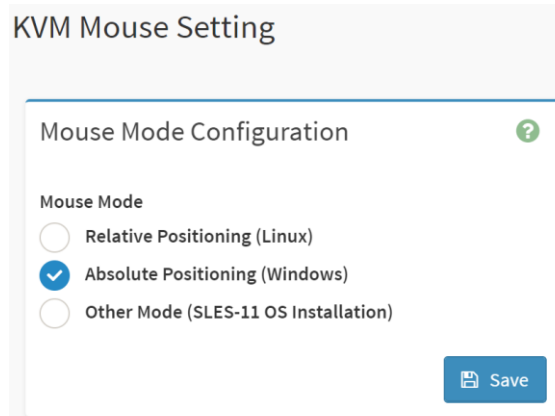 KVM Mouse Setting
Mouse Mode Configuration
Mouse Mode
Relative Positioning (Linux)
Absolute Positioning (Windows)
Other Mode (SLES-11 OS Installation)
Save